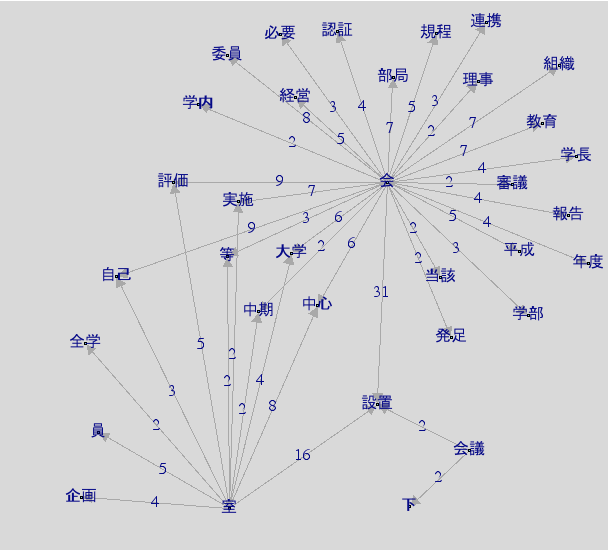 連携
必要
認証
規程
委員
組織
部局
理事
経営
学内
3
4
5
3
8
7
教育
7
5
2
7
2
学長
4
評価
9
会
2
審議
7
4
実施
9
3
6
5
4
報告
2
等
大学
2
6
2
3
平成
年度
自己
当該
31
中期
中心
学部
発足
全学
5
2
3
2
4
2
8
設置
2
2
員
会議
16
5
2
企画
4
室
下